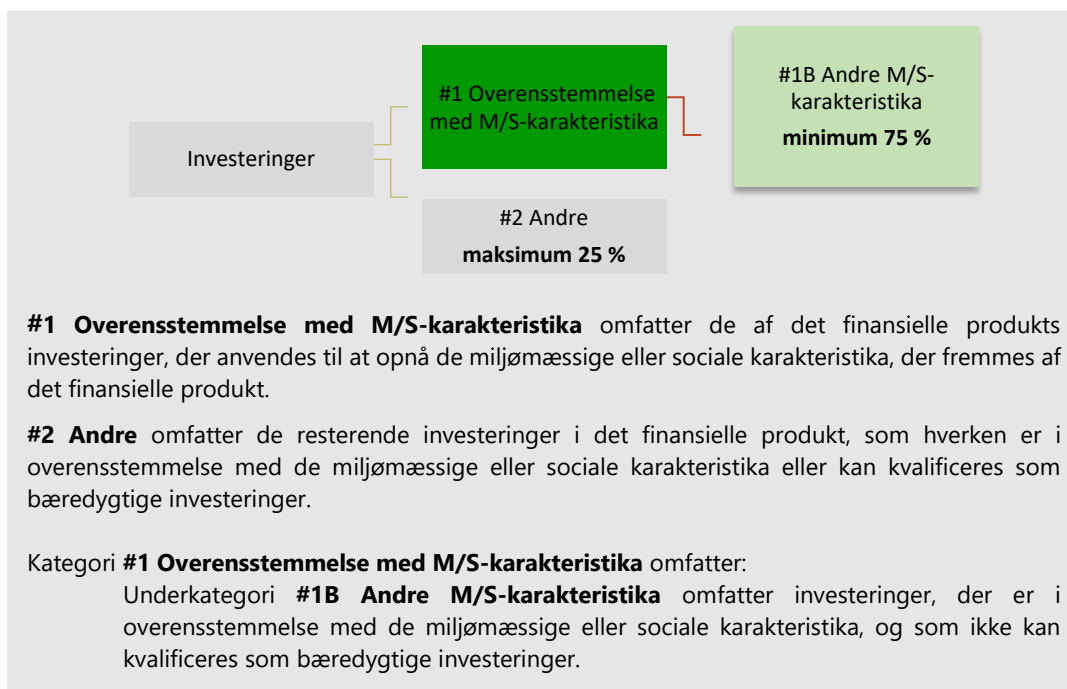 Investeringer
#1 Overensstemmelse
med M/S-karakteristika
#1B Andre M/S-
karakteristika
minimum 75 %
#2 Andre
maksimum 25 %
#1 Overensstemmelse med M/S-karakteristika omfatter de af det finansielle produkts
investeringer, der anvendes til at opnå de miljømæssige eller sociale karakteristika, der fremmes af
det finansielle produkt.
#2 Andre omfatter de resterende investeringer i det finansielle produkt, som hverken er i
overensstemmelse med de miljømæssige eller sociale karakteristika eller kan kvalificeres som
bæredygtige investeringer.
Kategori #1 Overensstemmelse med M/S-karakteristika omfatter:
Underkategori #1B Andre M/S-karakteristika omfatter investeringer, der er i
overensstemmelse med de miljømæssige eller sociale karakteristika, og som ikke kan
kvalificeres som bæredygtige investeringer.